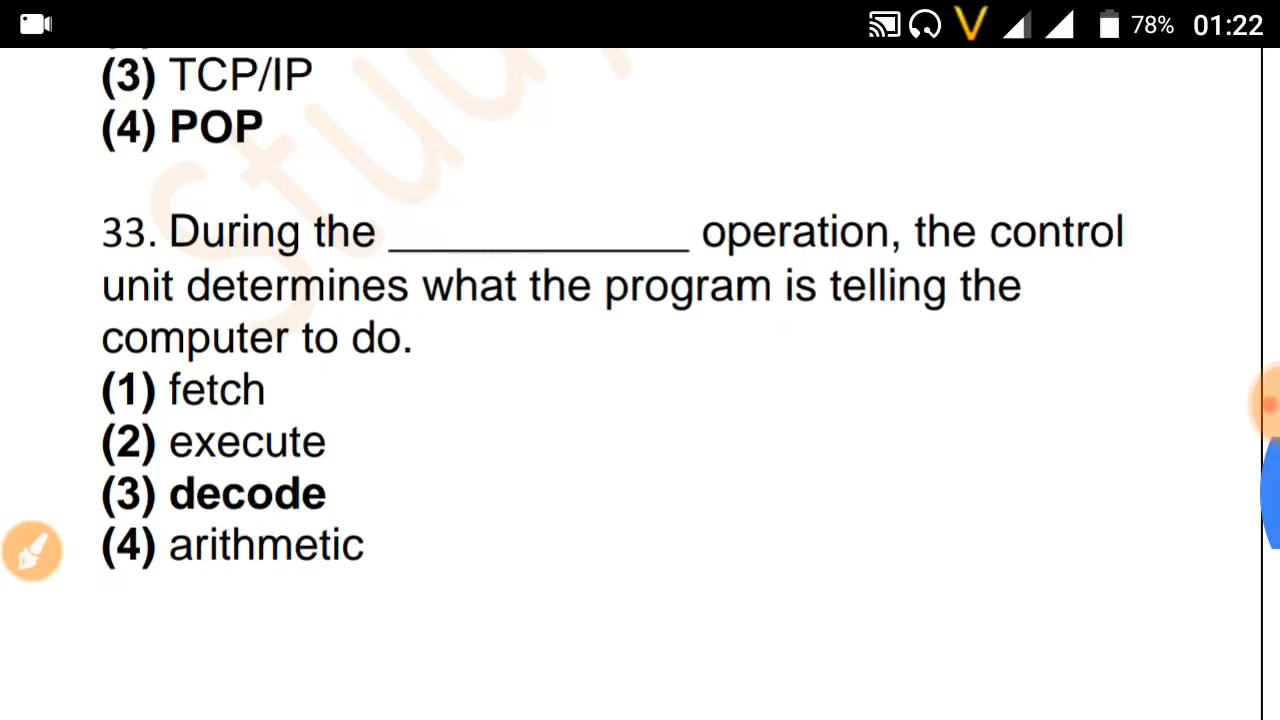 78% 01:22
(3) TCP/IP
(4) POP
33. During the _____________ operation, the control
unit determines what the program is telling the
computer to do.
(1) fetch
(2) execute
(3) decode
(4) arithmetic